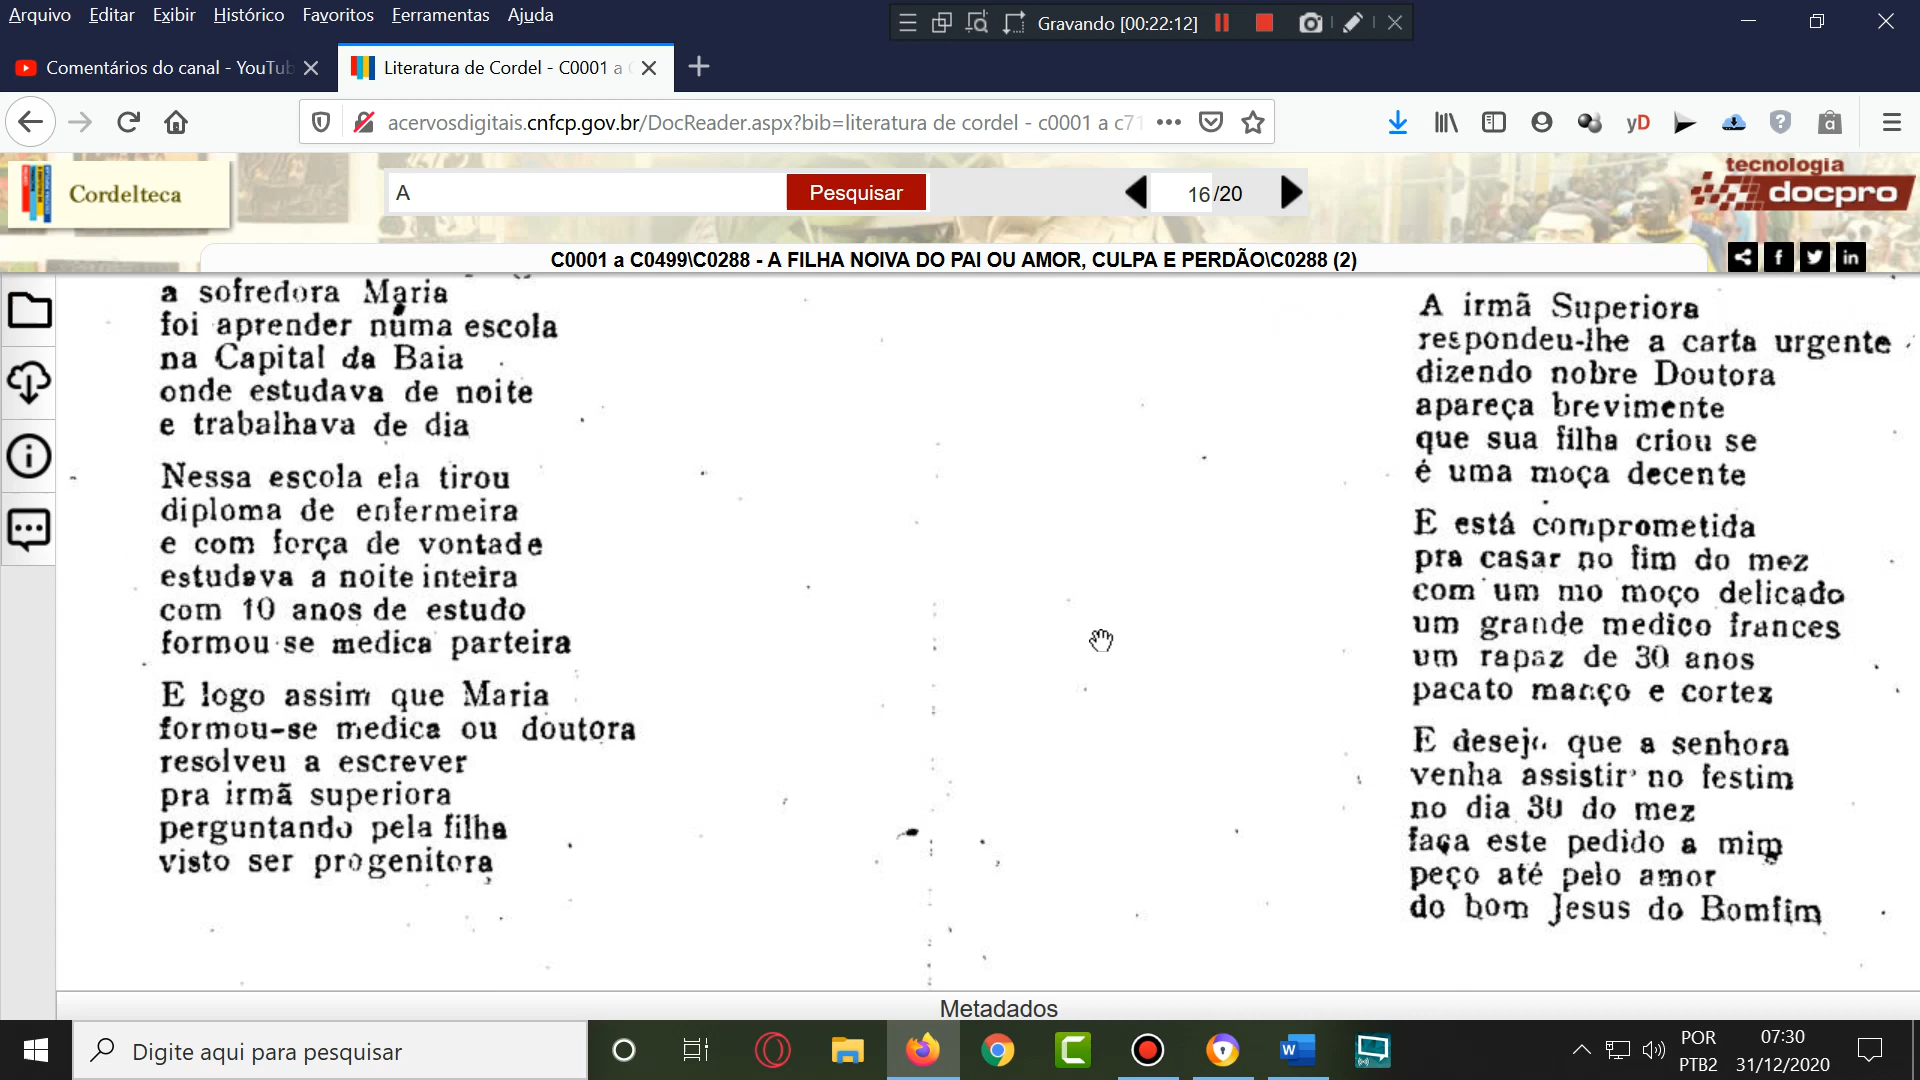 Arquivo Editar Exibir Histórico Favoritos Ferramentas Ajuda
Gravando [00:22:12]
Comentários do canal - YouTub
Literatura de Cordel - C0001 a
acervosdigitais.cnfcp.gov.br/DocReader.aspx?bib=literatura de cordel - c0001 a c71
yD
Cordelteca
A
Pesquisar
16/20
tecnologia
docpro
C0001 a C0499\C0288 - A FILHA NOIVA DO PAI OU AMOR, CULPA E PERDÃO\C0288 (2)
a sofredora Maria
foi aprender numa escola
na Capital da Baia
onde estudava de noite
e trabalhava de dia
Nessa escola ela tirou
diploma de enfermeira
e com força de vontade
estudava a noite inteira
com 10 anos de estudo
formou-se medica parteira
E logo assim que Maria
formou-se medica ou doutora
resolveu a escrever
pra irmã superiora
perguntando pela filha
visto ser progenitora
A irmã Superiora
respondeu-lhe a carta urgente
dizendo nobre Doutora
apareça brevimente
que sua filha criou se
é uma moça decente
E está comprometida
pra casar no fim do mez
com um mo moço delicado
um grande medico frances
um rapaz de 30 anos
pacato manço e cortez
E desejo que a senhora
venha assistir no festim
no dia 30 do mez
faça este pedido a mim
peço até pelo amor
do bom Jesus do Bomfim
Metadados
Digite aqui para pesquisar
POR
PTB2
07:30
31/12/2020